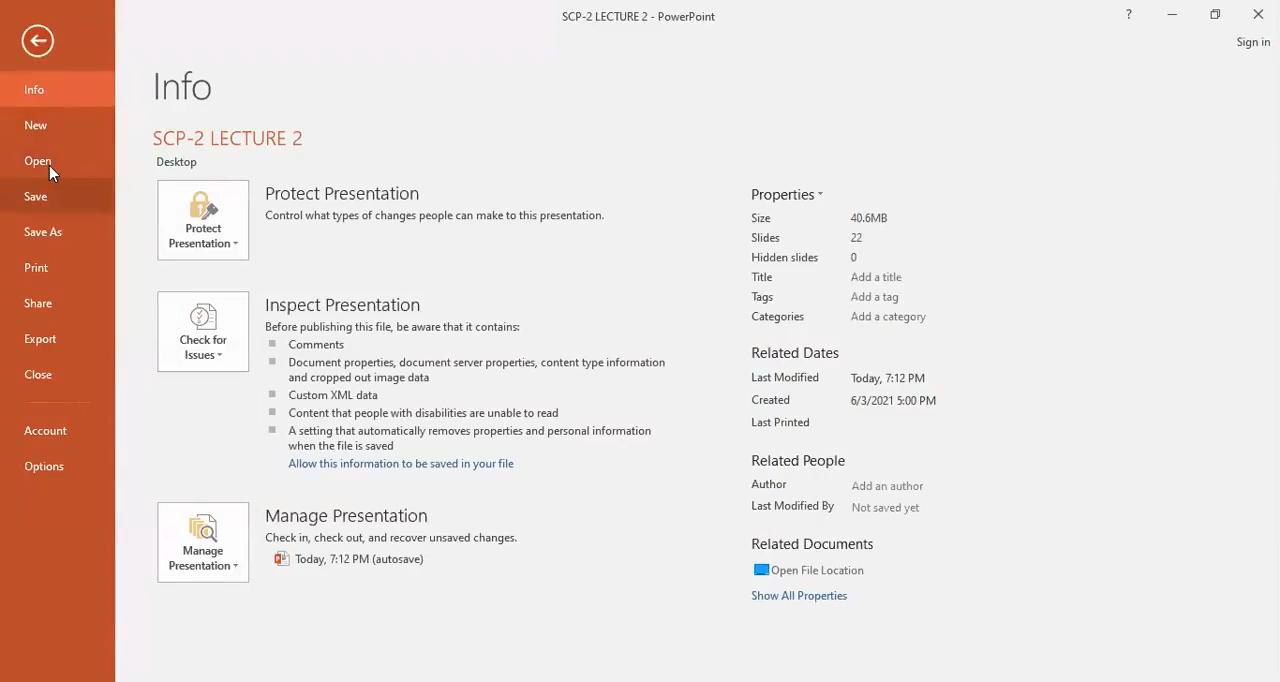 SCP-2 LECTURE 2 - PowerPoint
?
Sign in
Info
New
Open
Save
Save As
Print
Share
Export
Close
Account
Options
Info
SCP-2 LECTURE 2
Desktop
Protect
Presentation
Protect Presentation
Control what types of changes people can make to this presentation.
Check for
Issues
Inspect Presentation
Before publishing this file, be aware that it contains:
Comments
Document properties, document server properties, content type information
and cropped out image data
Custom XML data
Content that people with disabilities are unable to read
A setting that automatically removes properties and personal information
when the file is saved
Allow this information to be saved in your file
Manage
Presentation
Manage Presentation
Check in, check out, and recover unsaved changes.
Today, 7:12 PM (autosave)
Properties
Size 40.6MB
Slides 22
Hidden slides 0
Title Add a title
Tags Add a tag
Categories Add a category
Related Dates
Last Modified Today, 7:12 PM
Created 6/3/2021 5:00 PM
Last Printed
Related People
Author Add an author
Last Modified By Not saved yet
Related Documents
Open File Location
Show All Properties